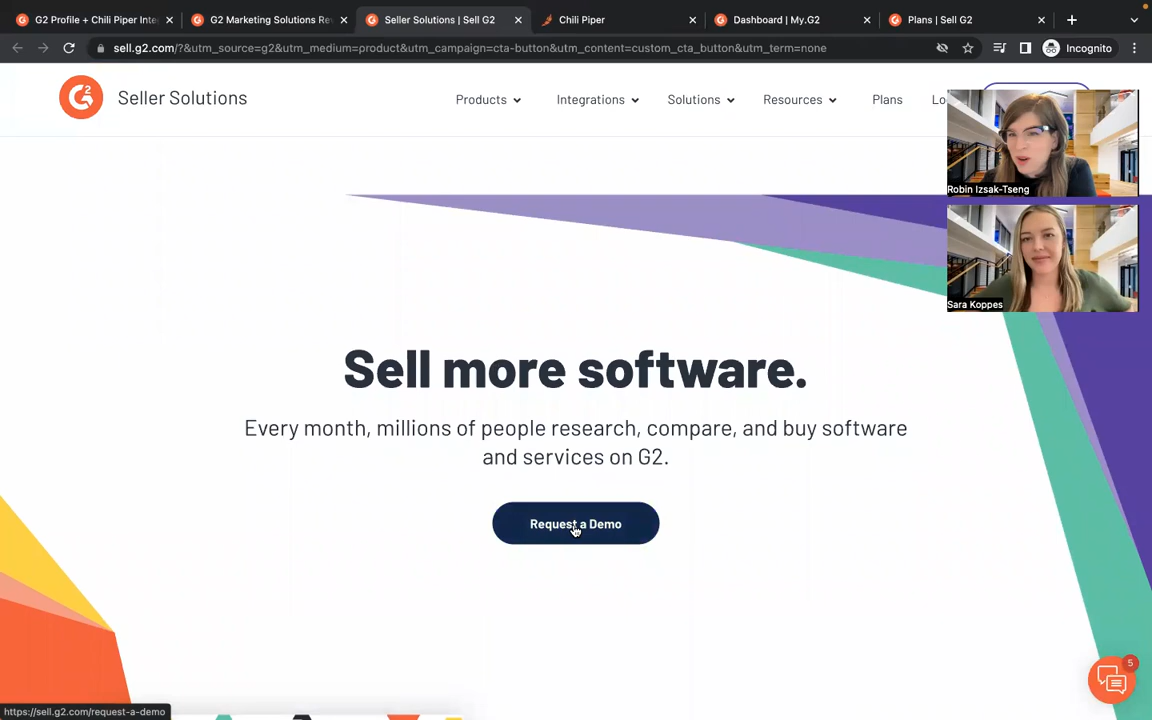 G2 Profile + Chili Piper Inte
G2 Marketing Solutions Re
Seller Solutions | Sell G2
Chili Piper
Dashboard | My.G2
Plans | Sell G2
sell.g2.com/?&utm_source=g2&utm_medium=product&utm_campaign=cta-button&utm_content=custom_cta_button&utm_term=none
Incognito
G2
Seller Solutions
Products
Integrations
Solutions
Resources
Plans
Lo
Robin Izsak-Tseng
Sara Koppes
Sell more software.
Every month, millions of people research, compare, and buy software
and services on G2.
Request a Demo
5
https://sell.g2.com/request-a-demo